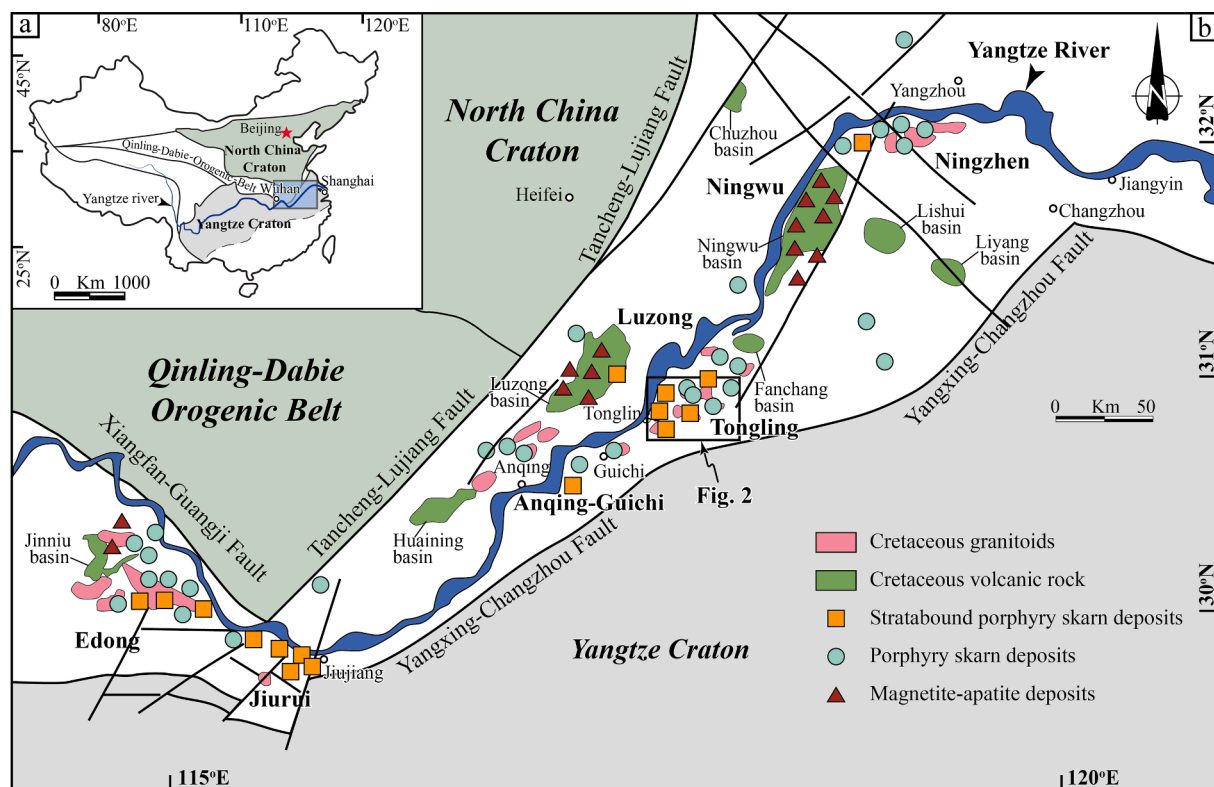 a
80°E
110°E
120°E
45°N
25°N
Beijing
North China
Craton
Qinling-Dabie-Orogenic-Belt
Wuhan
Shanghai
Yangtze river
Yangtze Craton
0 Km 1000
b
North China
Craton
Heifei
Tancheng-Lujiang Fault
Chuzhou
basin
Yangzhou
Yangtze River
N
32°N
Ningzhen
Jiangyin
Changzhou
Ningwu
Ningwu
basin
Lishui
basin
Liyang
basin
Yangxing-Changzhou Fault
31°N
0 Km 50
Luzong
Luzong
basin
Qinling-Dabie
Orogenic Belt
Tonglin
Tongling
Fanchang
basin
Fig. 2
Tancheng-Lujiang Fault
Xiangfan-Guangji Fault
Anqing
Guichi
Anqing-Guichi
Huaining
basin
Jinniu
basin
Edong
Jiurui
Jiujiang
Yangxing-Changzhou Fault
Yangtze Craton
30°N
Cretaceous granitoids
Cretaceous volcanic rock
Stratabound porphyry skarn deposits
Porphyry skarn deposits
Magnetite-apatite deposits
115°E
120°E